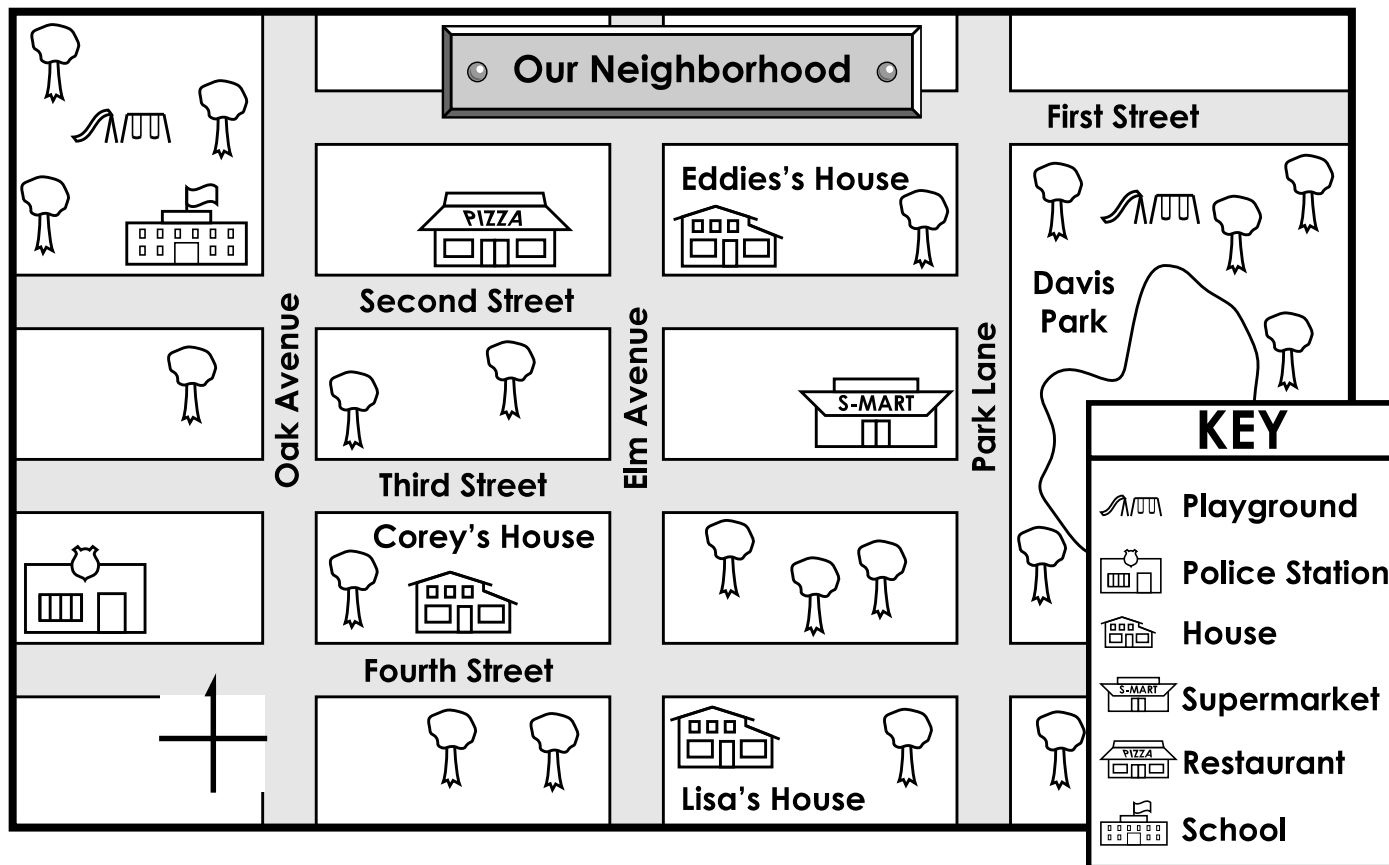 Our Neighborhood
First Street
Eddies's House
PIZZA
Second Street
Davis
Park
Oak Avenue
Elm Avenue
Park Lane
S-MART
Third Street
Corey's House
Fourth Street
Lisa's House
KEY
Playground
Police Station
House
S-MART
Supermarket
PIZZA
Restaurant
School